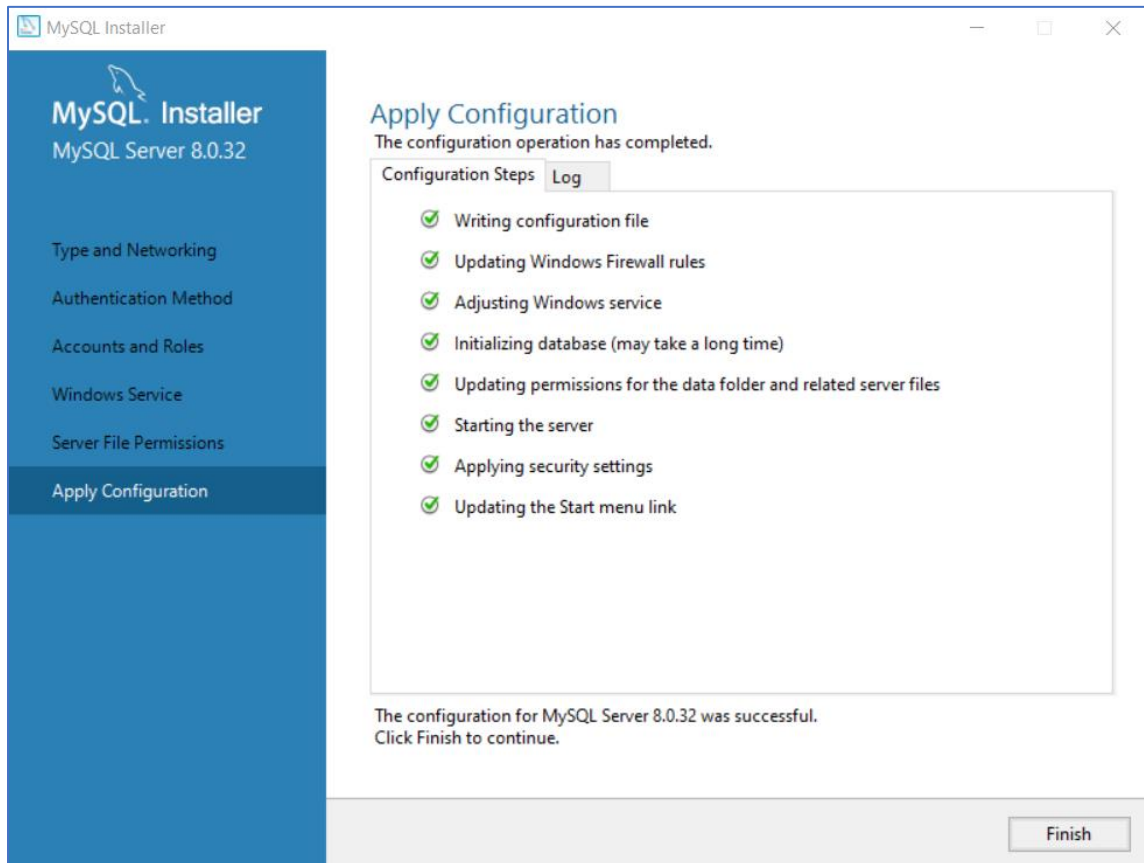 MySQL Installer
MySQL. Installer
MySQL Server 8.0.32
Type and Networking
Authentication Method
Accounts and Roles
Windows Service
Server File Permissions
Apply Configuration
Apply Configuration
The configuration operation has completed.
Configuration Steps Log
Writing configuration file
Updating Windows Firewall rules
Adjusting Windows service
Initializing database (may take a long time)
Updating permissions for the data folder and related server files
Starting the server
Applying security settings
Updating the Start menu link
The configuration for MySQL Server 8.0.32 was successful.
Click Finish to continue.
Finish